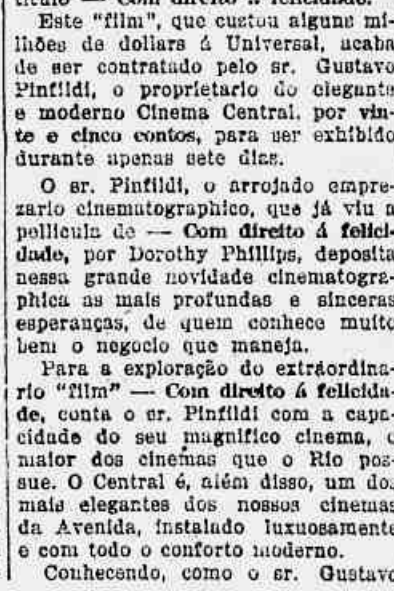 titulo — Com direito á felicidade.
Este "film", que custou alguns mi-
lhões de dollars á Universal, acaba
de ser contratado pelo sr. Gustavo
Pinfildi, o proprietario do elegante
e moderno Cinema Central, por vin-
te e cinco contos, para ser exhibido
durante apenas sete dias.
O sr. Pinfildi, o arrojado empre-
zario cinematographico, que já viu a
pellicula de — Com direito á felici-
dade, por Dorothy Phillips, deposita
nessa grande novidade cinematogra-
phica as mais profundas e sinceras
esperanças, de quem conhece muito
bem o negocio que maneja.
Para a exploração do extraordina-
rio "film" — Com direito á felicida-
de, conta o sr. Pinfildi com a capa-
cidade do seu magnifico cinema, o
maior dos cinemas que o Rio pos-
sue. O Central é, além disso, um dos
mais elegantes dos nossos cinemas
da Avenida, instalado luxuosamente
e com todo o conforto moderno.
Conhecendo, como o sr. Gustavo